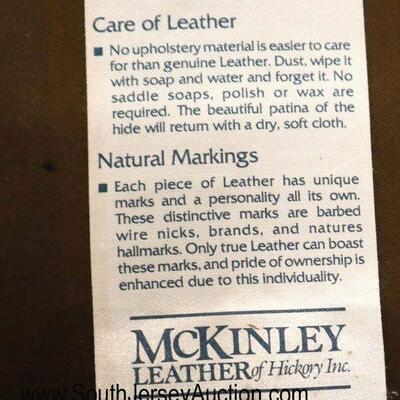 Care of Leather
■ No upholstery material is easier to care
for than genuine Leather. Dust, wipe it
with soap and water and forget it. No
saddle soaps, polish or wax are
required. The beautiful patina of the
hide will return with a dry, soft cloth.
Natural Markings
■ Each piece of Leather has unique
marks and a personality all its own.
These distinctive marks are barbed
wire nicks, brands, and natures
hallmarks. Only true Leather can boast
these marks, and pride of ownership is
enhanced due to this individuality.
MCKINLEY
LEATHER of Hickory Inc.
www.SouthJerseyAuction.com